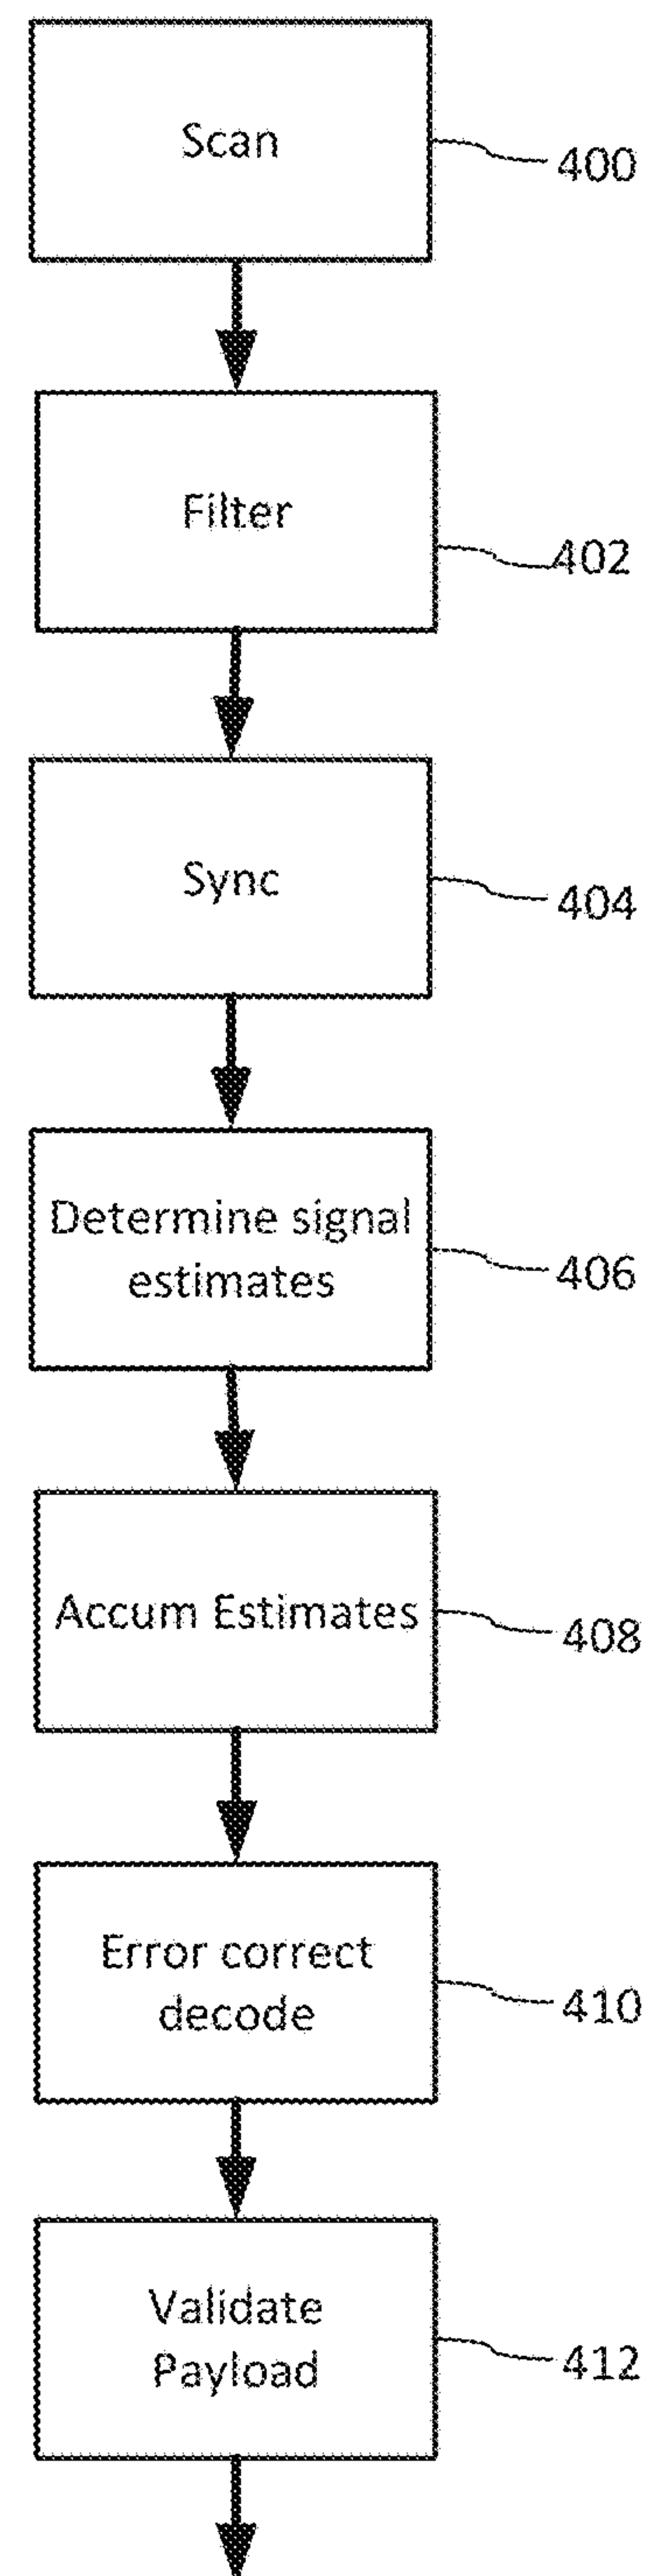 Scan
400
Filter
402
Sync
404
Determine signal
estimates
406
Accum Estimates
408
Error correct
decode
410
Validate
Payload
412